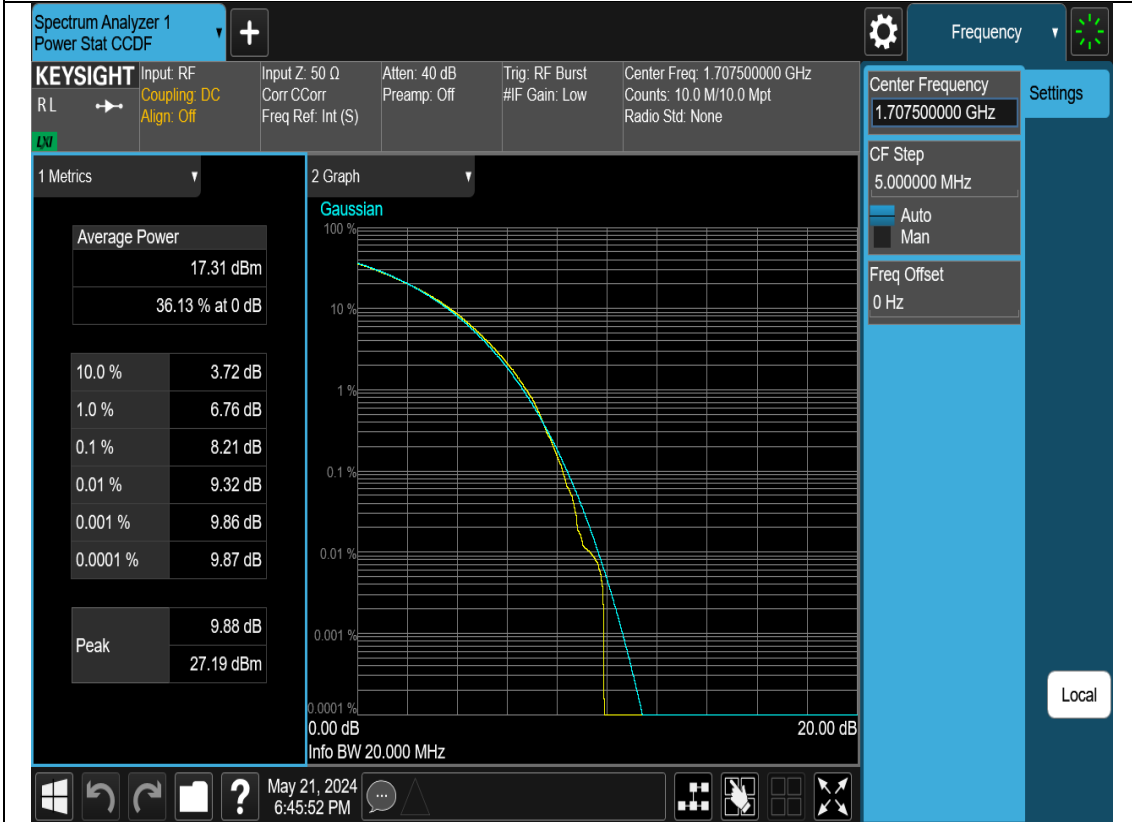 Spectrum Analyzer 1
Power Stat CCDF
Frequency
KEYSIGHT
RL
LXI
Input: RF
Coupling: DC
Align: Off
Input Z: 50 Ω
Corr CCorr
Freq Ref: Int (S)
Atten: 40 dB
Preamp: Off
Trig: RF Burst
#IF Gain: Low
Center Freq: 1.707500000 GHz
Counts: 10.0 M/10.0 Mpt
Radio Std: None
1 Metrics
Average Power
17.31 dBm
36.13 % at 0 dB
10.0 % 3.72 dB
1.0 % 6.76 dB
0.1 % 8.21 dB
0.01 % 9.32 dB
0.001 % 9.86 dB
0.0001 % 9.87 dB
Peak
9.88 dB
27.19 dBm
2 Graph
Gaussian
100 %
10 %
1 %
0.1 %
0.01 %
0.001 %
0.0001 %
0.00 dB 20.00 dB
Info BW 20.000 MHz
Center Frequency
1.707500000 GHz
Settings
CF Step
5.000000 MHz
Auto
Man
Freq Offset
0 Hz
Local
?
May 21, 2024
6:45:52 PM